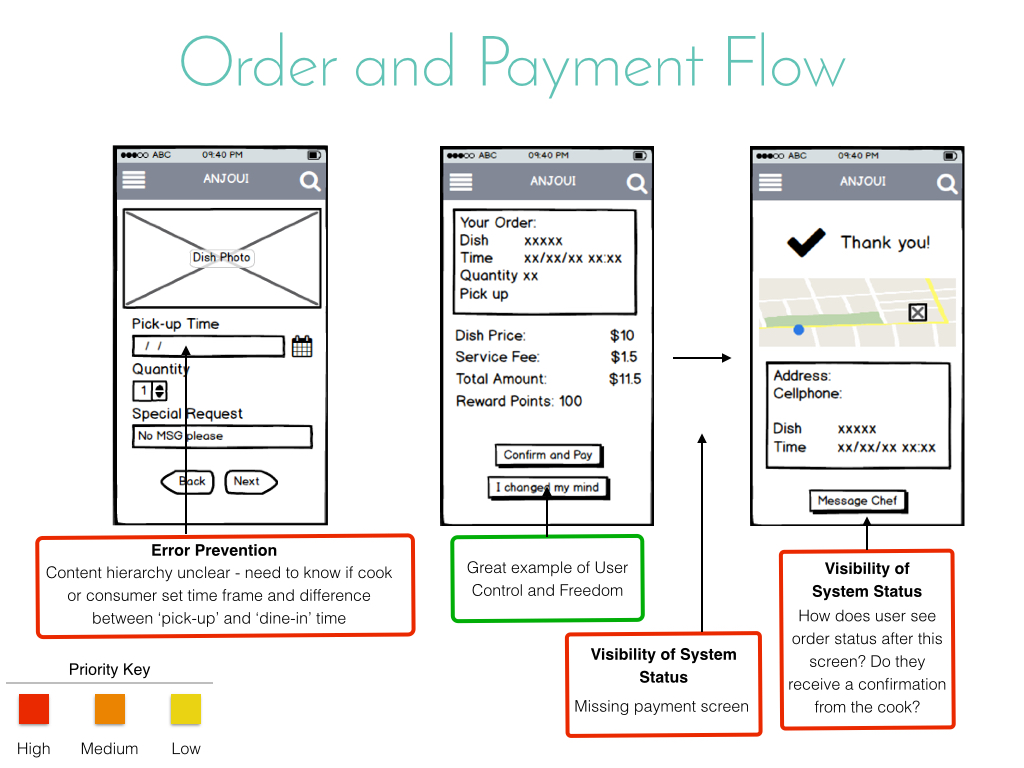 Order and Payment Flow
ABC 09:40 PM
ANJOUI
Dish Photo
Pick-up Time
/ /
Quantity
1
Special Request
No MSG please
Back Next
ABC 09:40 PM
ANJOUI
Your Order:
Dish xxxxx
Time xx/xx/xx xx:xx
Quantity xx
Pick up
Dish Price: $10
Service Fee: $1.5
Total Amount: $11.5
Reward Points: 100
Confirm and Pay
I changed my mind
ABC 09:40 PM
ANJOUI
Thank you!
Address:
Cellphone:
Dish xxxxx
Time xx/xx/xx xx:xx
Message Chef
Error Prevention
Content hierarchy unclear - need to know if cook
or consumer set time frame and difference
between ‘pick-up’ and ‘dine-in’ time
Great example of User
Control and Freedom
Visibility of System
Status
Missing payment screen
Visibility of
System Status
How does user see
order status after this
screen? Do they
receive a confirmation
from the cook?
Priority Key
High Medium Low